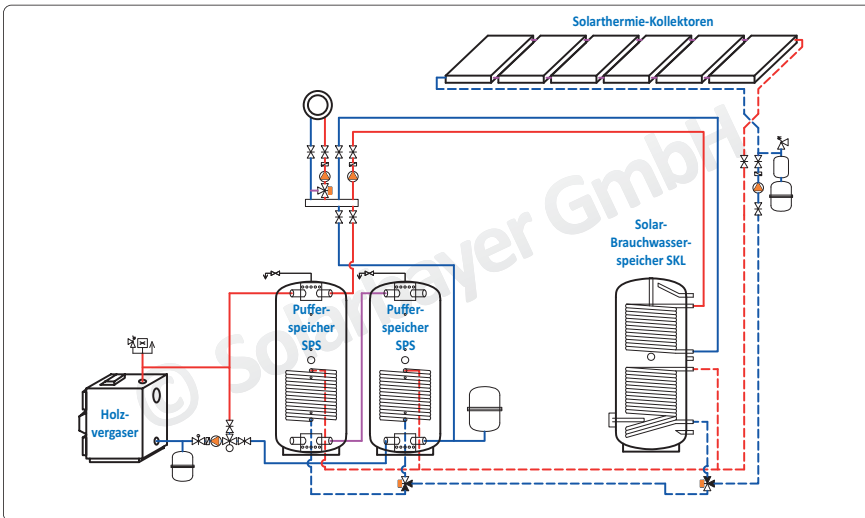 Solarthermie-Kollektoren
Solar-
Brauchwasser-
speicher SKL
Puffer-
speicher
SPS
Puffer-
speicher
SPS
Holz-
vergaser
© Solarbayer GmbH